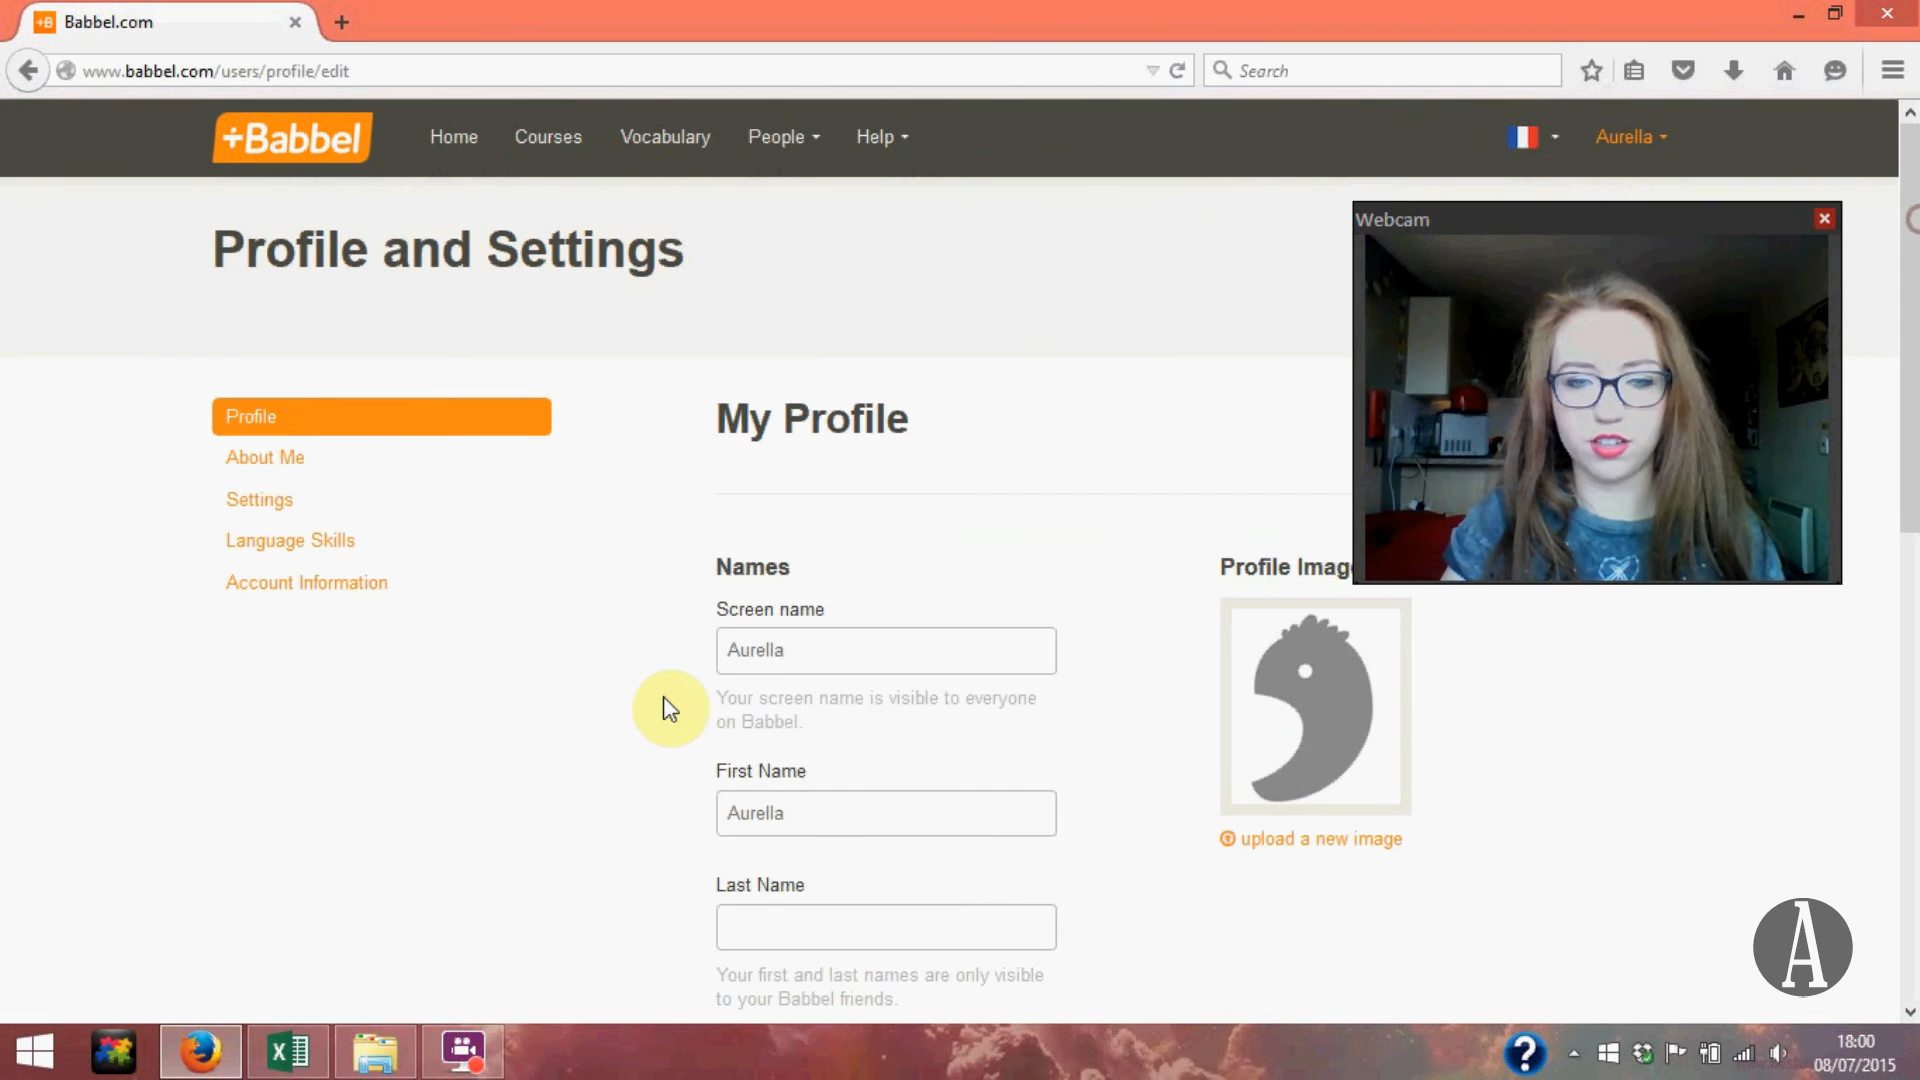 Babbel.com
www.babbel.com/users/profile/edit
Search
+Babbel
Home
Courses
Vocabulary
People
Help
Aurella
Profile and Settings
Webcam
Profile
About Me
Settings
Language Skills
Account Information
My Profile
Names
Screen name
Aurella
Your screen name is visible to everyone
on Babbel.
First Name
Aurella
Last Name
Your first and last names are only visible
to your Babbel friends.
Profile Imag
upload a new image
A
18:00
08/07/2015